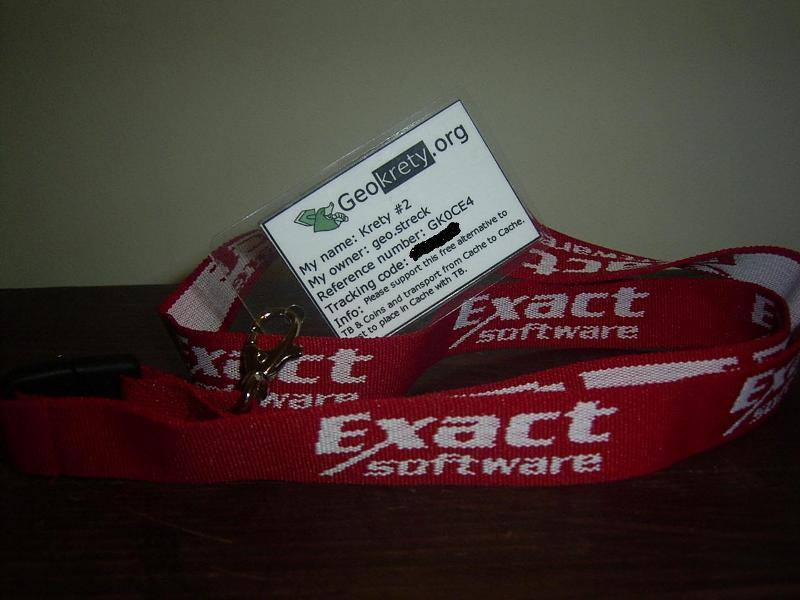 Geokrety.org
My name: Krety #2
My owner: geo.streck
Reference number: GK0CE4
Tracking code:
Info: Please support this free alternative to
TB & Coins and transport from Cache to Cache.
st to place in Cache with TB.
Exact
software
Exact
software
Exact
software